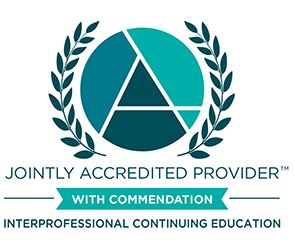 JOINTLY ACCREDITED PROVIDER™
WITH COMMENDATION
INTERPROFESSIONAL CONTINUING EDUCATION